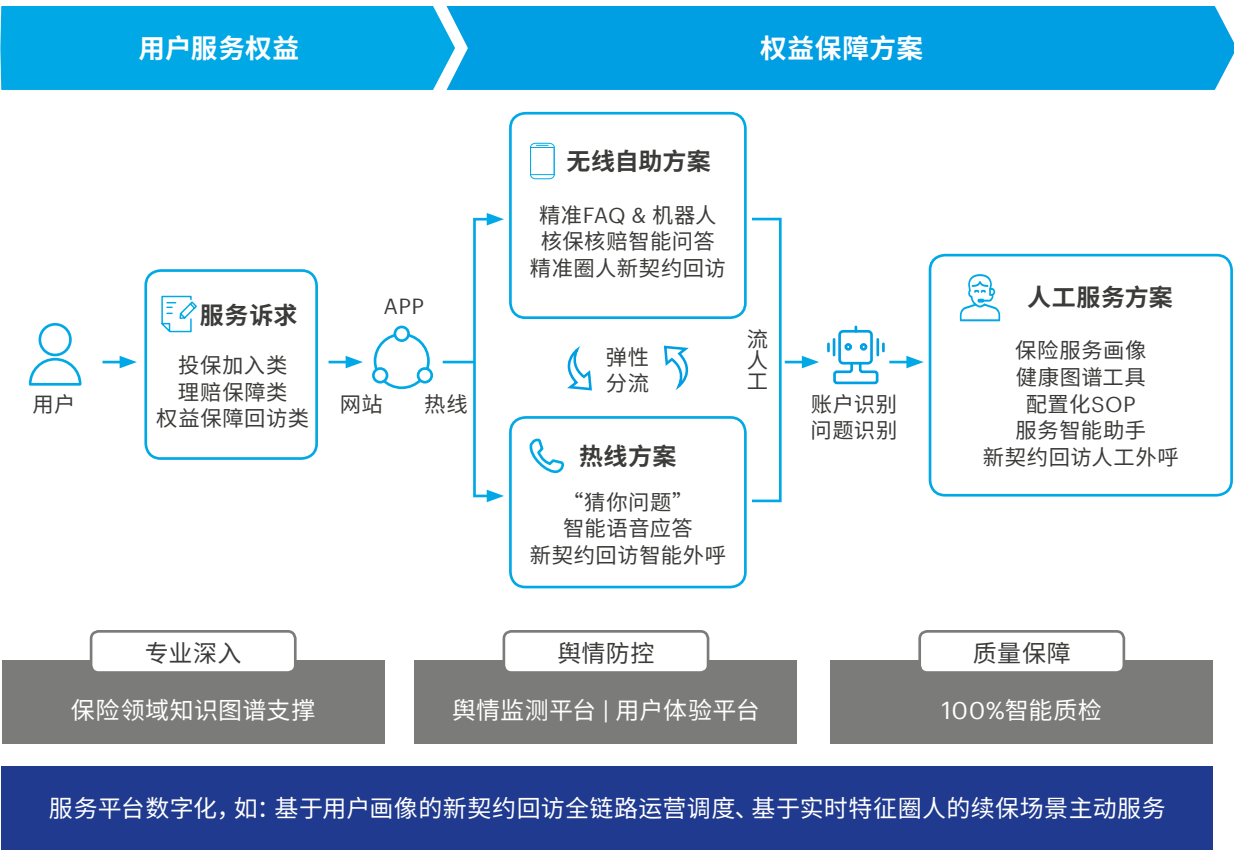 用户服务权益
权益保障方案
用户
服务诉求
投保加入类
理赔保障类
权益保障回访类
APP
网站
热线
无线自助方案
精准FAQ & 机器人
核保核赔智能问答
精准圈人新契约回访
弹性
分流
热线方案
“猜你问题”
智能语音应答
新契约回访智能外呼
流人工
账户识别
问题识别
人工服务方案
保险服务画像
健康图谱工具
配置化SOP
服务智能助手
新契约回访人工外呼
专业深入
保险领域知识图谱支撑
舆情防控
舆情监测平台 | 用户体验平台
质量保障
100%智能质检
服务平台数字化，如：基于用户画像的新契约回访全链路运营调度、基于实时特征圈人的续保场景主动服务